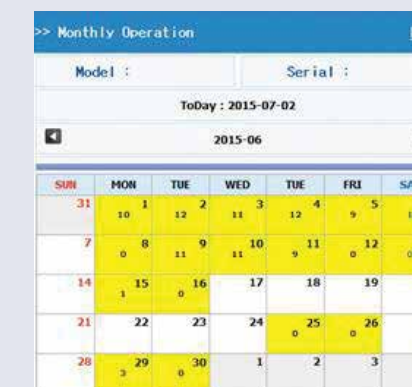 >> Monthly Operation
Model : Serial :
ToDay : 2015-07-02
2015-06
SUN MON TUE WED TUE FRI
31 1 2 3 4 5
10 12 11 12 9
7 8 9 10 11 12
0 11 11 9 0
14 15 16 17 18 19
1 0
21 22 23 24 25 26
0 0
28 29 30 1 2 3
3 0